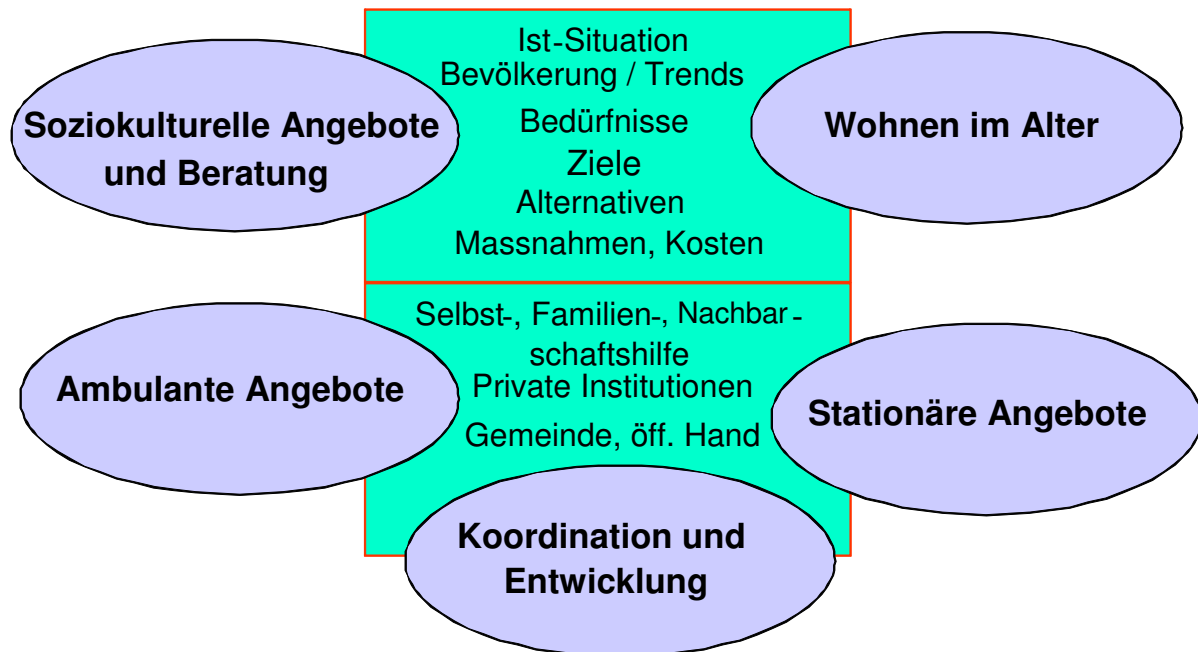 Ist-Situation
Bevölkerung / Trends
Bedürfnisse
Ziele
Alternativen
Massnahmen, Kosten
Soziokulturelle Angebote
und Beratung
Wohnen im Alter
Selbst-, Familien-, Nachbar-
schaftshilfe
Private Institutionen
Gemeinde, öff. Hand
Ambulante Angebote
Stationäre Angebote
Koordination und
Entwicklung